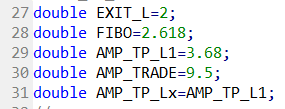 27 double EXIT_L=2;
28 double FIBO=2.618;
29 double AMP_TP_L1=3.68;
30 double AMP_TRADE=9.5;
31 double AMP_TP_Lx=AMP_TP_L1;